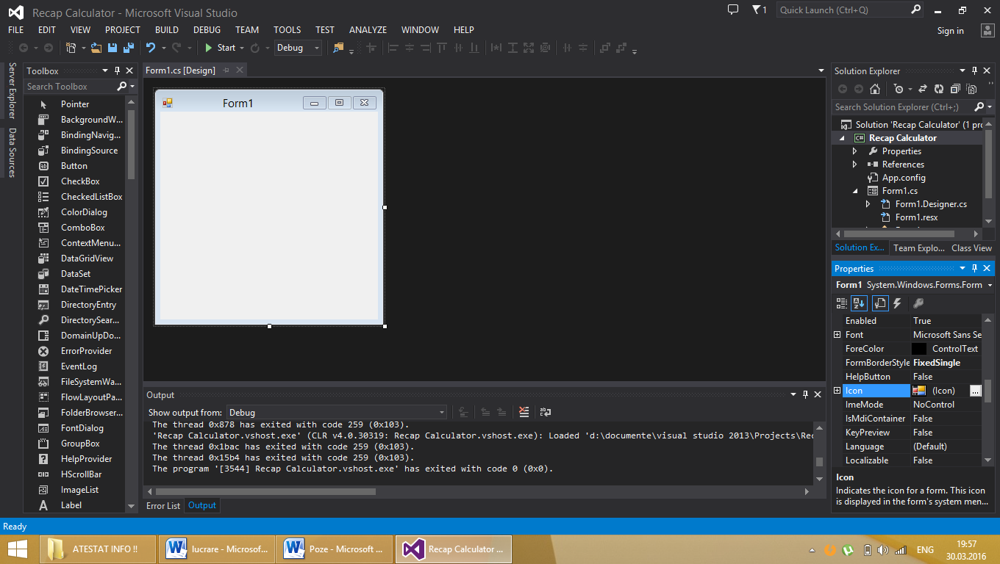 Recap Calculator - Microsoft Visual Studio
1
Quick Launch (Ctrl+Q)
FILE EDIT VIEW PROJECT BUILD DEBUG TEAM TOOLS TEST ANALYZE WINDOW HELP
Sign in
Start
Debug
Server Explorer
Data Sources
Toolbox
Search Toolbox
Pointer
BackgroundW...
BindingNavig...
BindingSource
Button
CheckBox
CheckedListBox
ColorDialog
ComboBox
ContextMenu...
DataGridView
DataSet
DateTimePicker
DirectoryEntry
DirectorySear...
DomainUpDo...
ErrorProvider
EventLog
FileSystemWa...
FlowLayoutPa...
FolderBrowser...
FontDialog
GroupBox
HelpProvider
HScrollBar
ImageList
Label
Form1.cs [Design]
Form1
Output
Show output from: Debug
The thread 0x878 has exited with code 259 (0x103).
'Recap Calculator.vshost.exe' (CLR v4.0.30319: Recap Calculator.vshost.exe): Loaded 'd:\documente\visual studio 2013\Projects\Rec
The thread 0x1bac has exited with code 259 (0x103).
The thread 0x15b4 has exited with code 259 (0x103).
The program '[3544] Recap Calculator.vshost.exe' has exited with code 0 (0x0).
Error List Output
Solution Explorer
Search Solution Explorer (Ctrl+;)
Solution 'Recap Calculator' (1 pro
C# Recap Calculator
Properties
References
App.config
Form1.cs
Form1.Designer.cs
Form1.resx
Solution Ex... Team Explo... Class View
Properties
Form1 System.Windows.Forms.Form
Enabled True
Font Microsoft Sans Se
ForeColor ControlText
FormBorderStyle FixedSingle
HelpButton False
Icon (Icon) ...
ImeMode NoControl
IsMdiContainer False
KeyPreview False
Language (Default)
Localizable False
Icon
Indicates the icon for a form. This icon
is displayed in the form's system men...
Ready
ATESTAT INFO !!
lucrare - Microsof...
Poze - Microsoft ...
Recap Calculator ...
ENG
19:57
30.03.2016